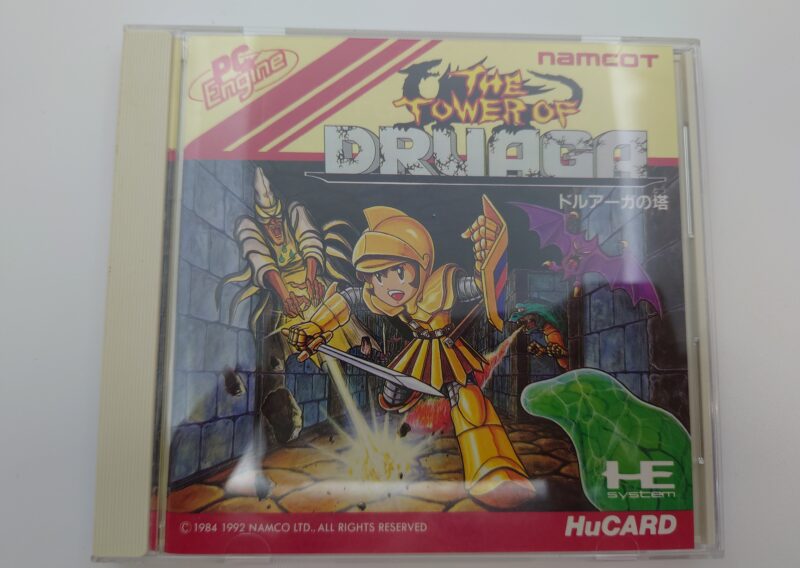 PC Engine
namcoT
THE
TOWER OF
DRUAGA
ドルアーガの塔
HE
system
© 1984 1992 NAMCO LTD., ALL RIGHTS RESERVED
HuCARD